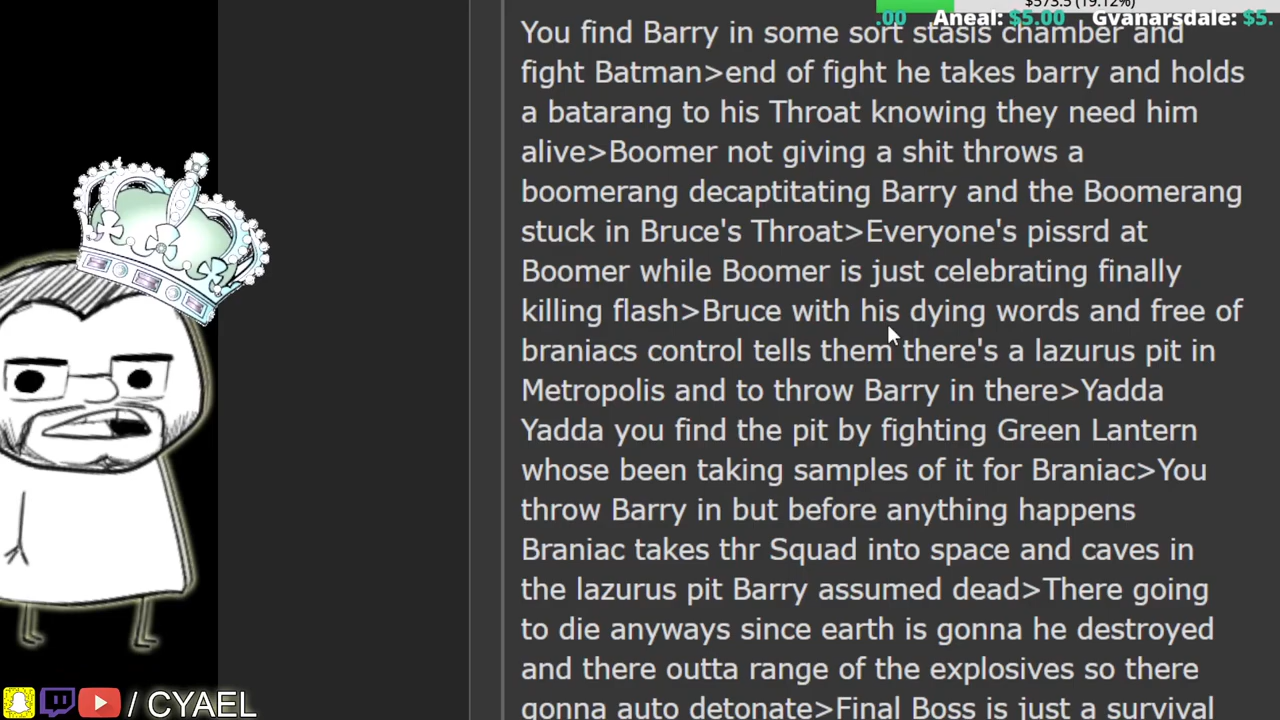 $573.5 (19.12%)
.00 Aneal: $5.00 Gvanarsdale: $5.
You find Barry in some sort stasis chamber and
fight Batman>end of fight he takes barry and holds
a batarang to his Throat knowing they need him
alive>Boomer not giving a shit throws a
boomerang decaptitating Barry and the Boomerang
stuck in Bruce's Throat>Everyone's pissrd at
Boomer while Boomer is just celebrating finally
killing flash>Bruce with his dying words and free of
braniacs control tells them there's a lazurus pit in
Metropolis and to throw Barry in there>Yadda
Yadda you find the pit by fighting Green Lantern
whose been taking samples of it for Braniac>You
throw Barry in but before anything happens
Braniac takes thr Squad into space and caves in
the lazurus pit Barry assumed dead>There going
to die anyways since earth is gonna he destroyed
and there outta range of the explosives so there
gonna auto detonate>Final Boss is just a survival
/ CYAEL